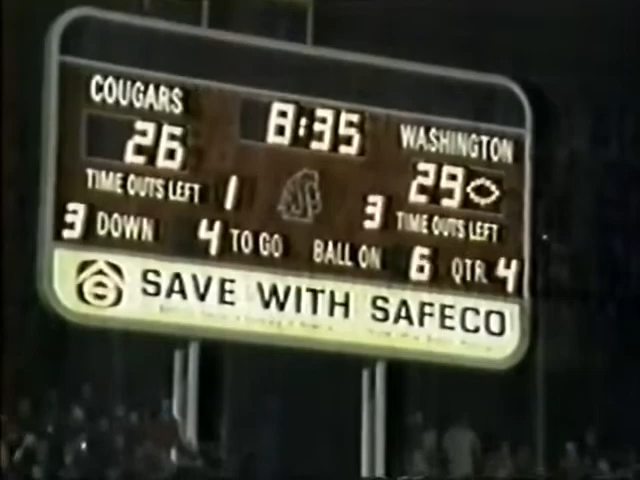 COUGARS 8:35 WASHINGTON
26 29
TIME OUTS LEFT 1 3 TIME OUTS LEFT
3 DOWN 4 TO GO BALL ON 6 QTR 4
SAVE WITH SAFECO